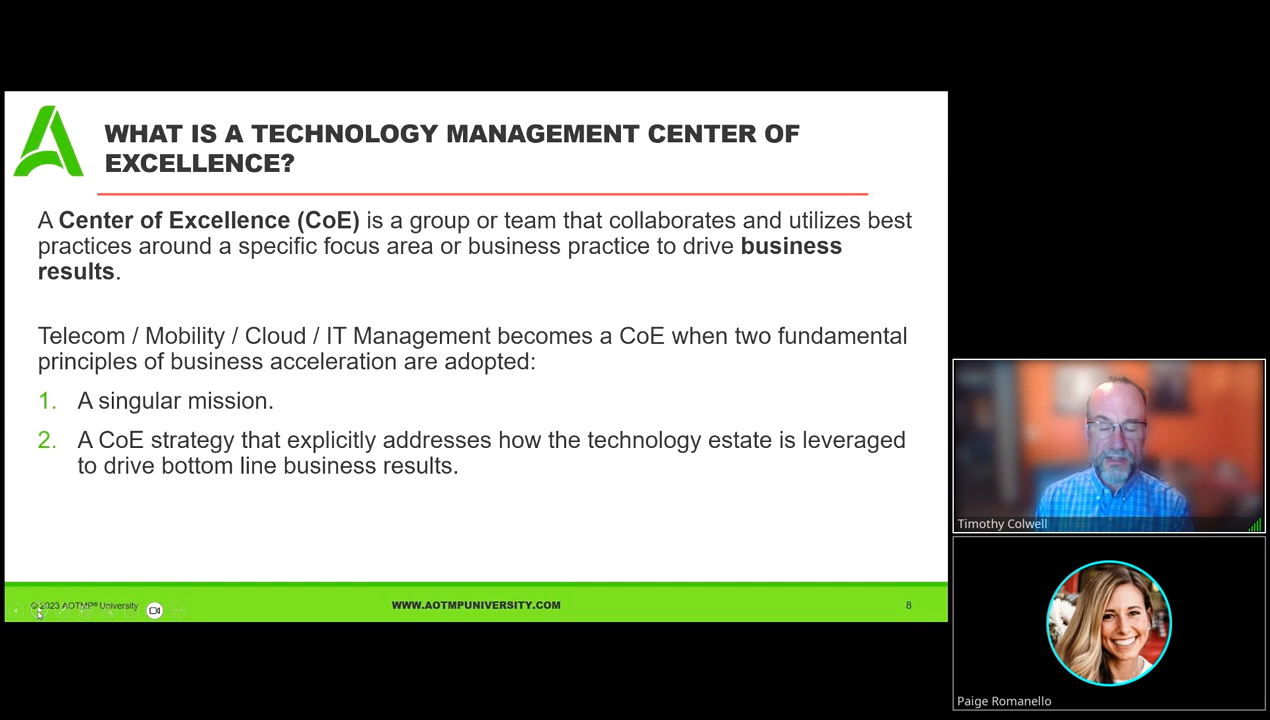 WHAT IS A TECHNOLOGY MANAGEMENT CENTER OF
EXCELLENCE?
A Center of Excellence (CoE) is a group or team that collaborates and utilizes best
practices around a specific focus area or business practice to drive business
results.
Telecom / Mobility / Cloud / IT Management becomes a CoE when two fundamental
principles of business acceleration are adopted:
1. A singular mission.
2. A CoE strategy that explicitly addresses how the technology estate is leveraged
to drive bottom line business results.
©2023 AOTMP® University
WWW.AOTMPUNIVERSITY.COM
8
Timothy Colwell
Paige Romanello